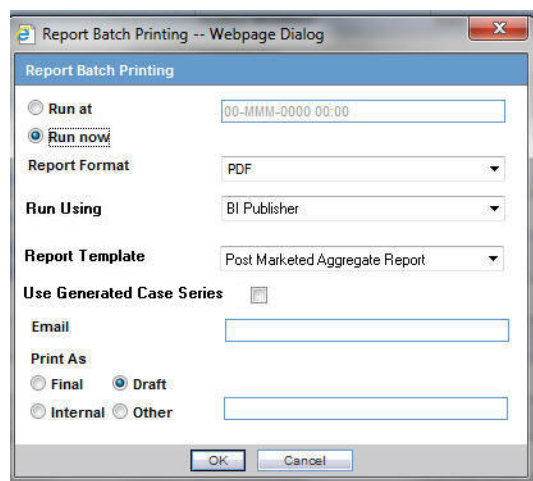 Report Batch Printing -- Webpage Dialog
Report Batch Printing
Run at 00-MMM-0000 00:00
Run now
Report Format PDF
Run Using BI Publisher
Report Template Post Marketed Aggregate Report
Use Generated Case Series
Email
Print As
Final Draft
Internal Other
OK Cancel